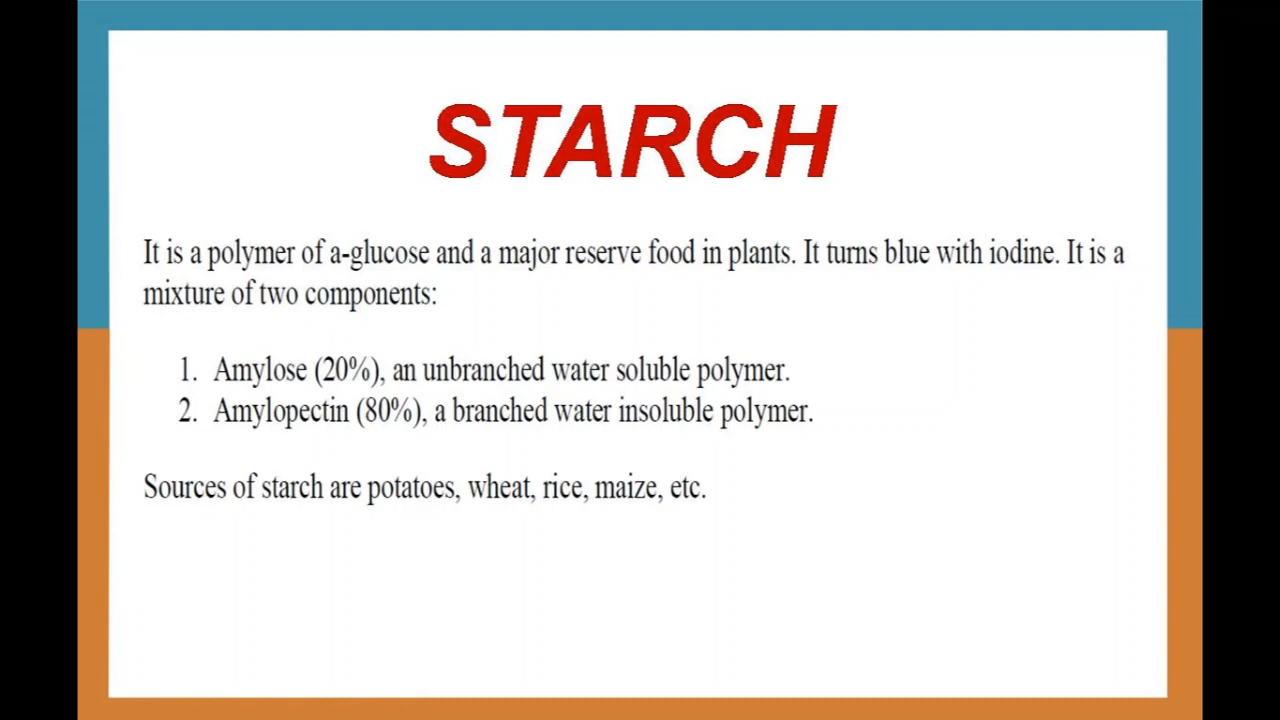 STARCH
It is a polymer of a-glucose and a major reserve food in plants. It turns blue with iodine. It is a
mixture of two components:
1. Amylose (20%), an unbranched water soluble polymer.
2. Amylopectin (80%), a branched water insoluble polymer.
Sources of starch are potatoes, wheat, rice, maize, etc.